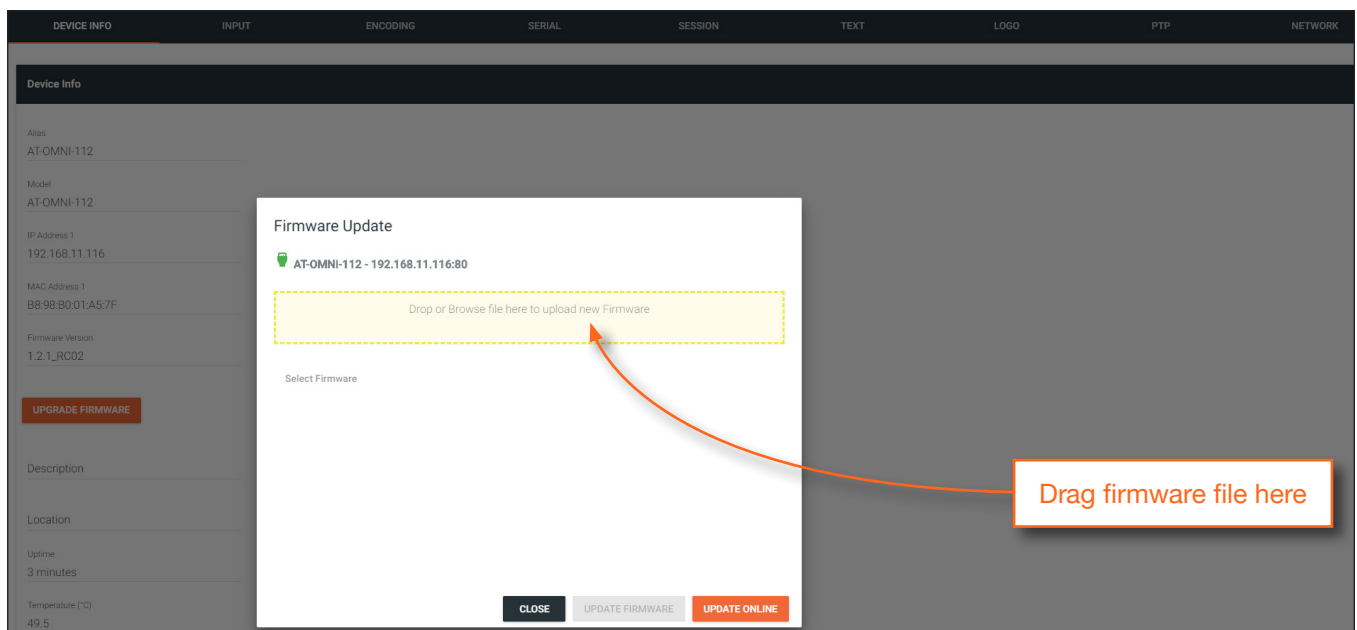 DEVICE INFO INPUT ENCODING SERIAL SESSION TEXT LOGO PTP NETWORK
Device Info
Alias
AT-OMNI-112
Model
AT-OMNI-112
IP Address 1
192.168.11.116
MAC Address 1
B8:98:B0:01:A5:7F
Firmware Version
1.2.1_RC02
UPGRADE FIRMWARE
Description
Location
Uptime
3 minutes
Temperature (°C)
49.5
Firmware Update
AT-OMNI-112 - 192.168.11.116:80
Drop or Browse file here to upload new Firmware
Select Firmware
CLOSE UPDATE FIRMWARE UPDATE ONLINE
Drag firmware file here